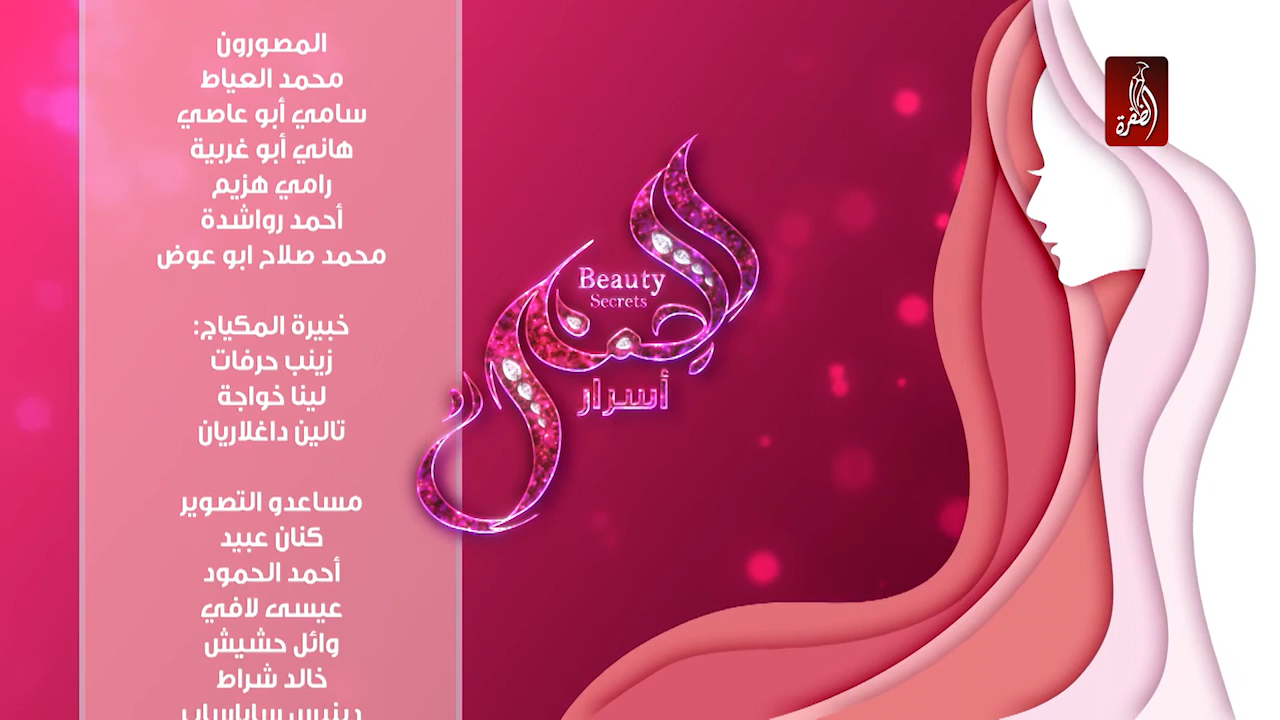 المصورون
محمد العياط
سامي أبو عاصي
هاني أبو غربية
رامي هزيم
أحمد رواشدة
محمد صلاح ابو عوض
خبيرة المكياج:
زينب حرفات
لينا خواجة
تالين داغلاريان
مساعدو التصوير
كنان عبيد
أحمد الحمود
عيسى لافي
وائل حشيش
خالد شراط
Beauty
Secrets
الجمال
أسرار
الظفرة